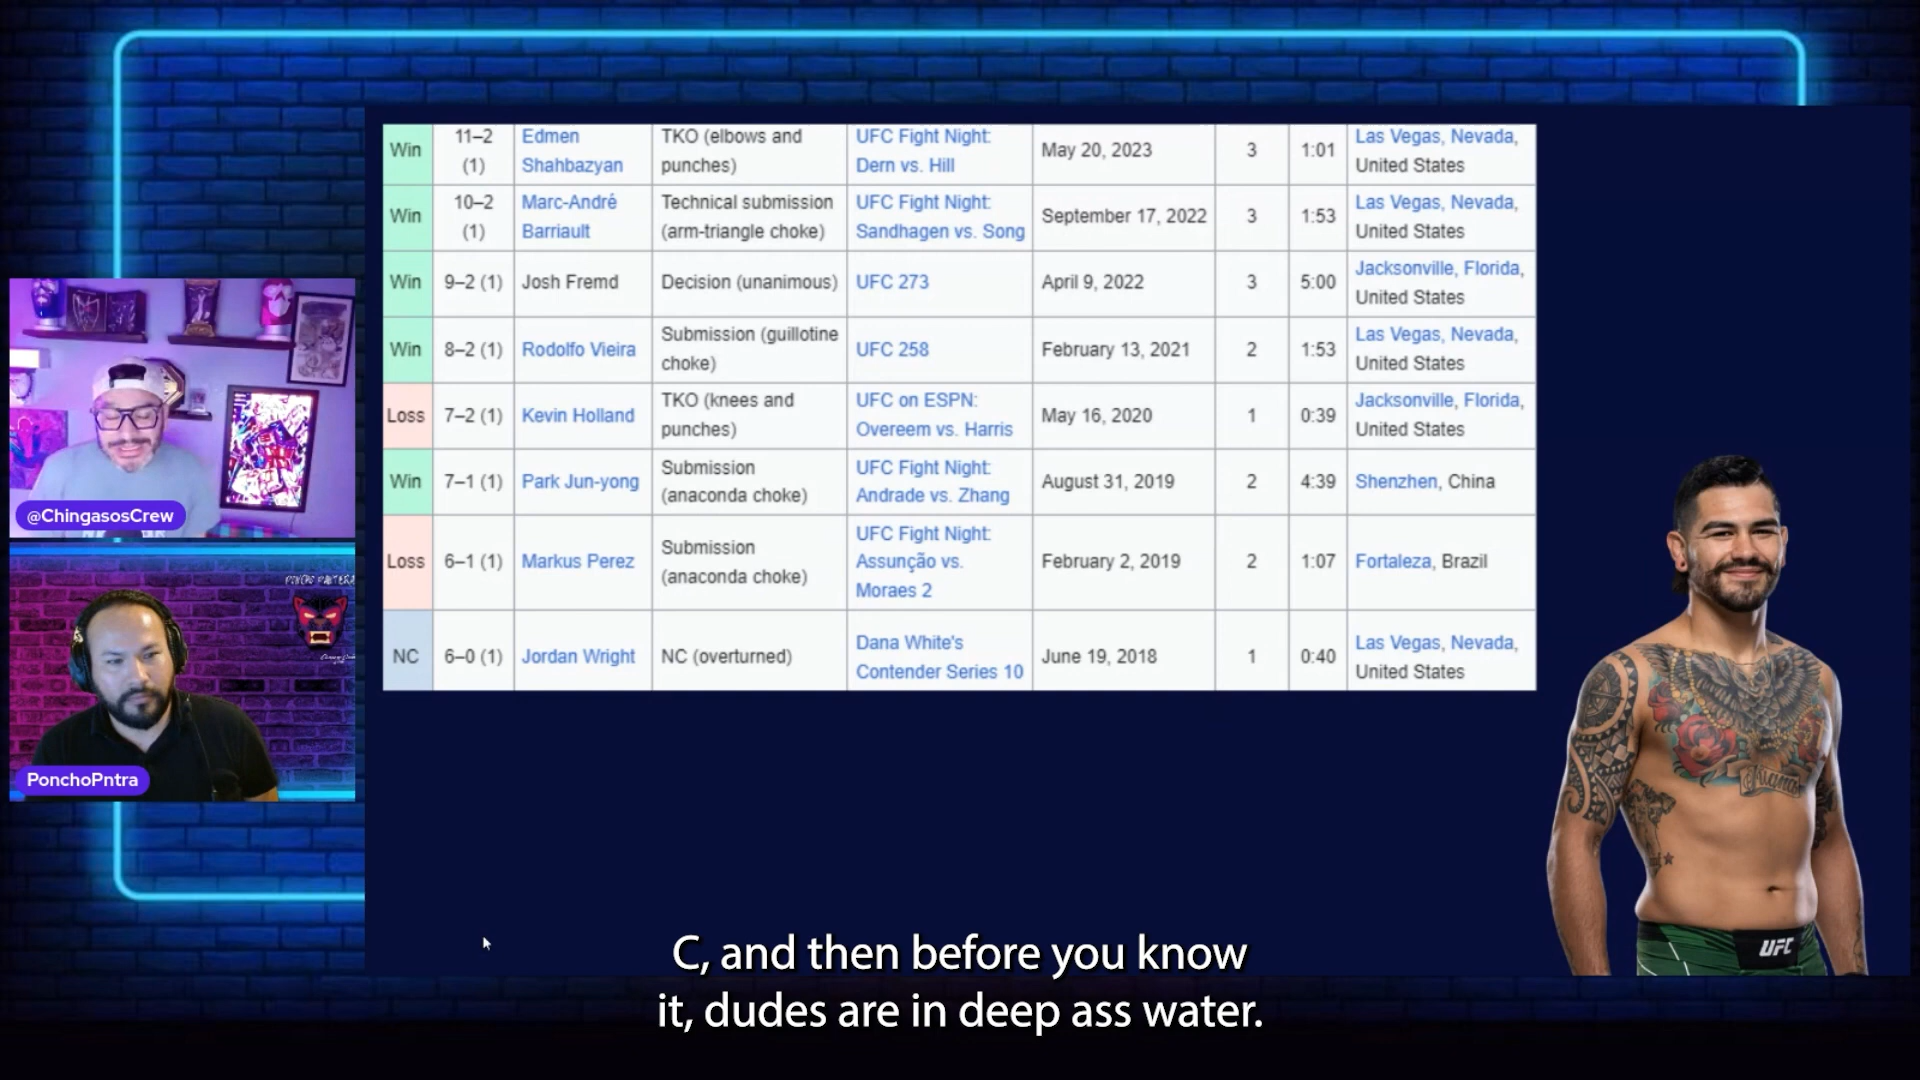 Win 11–2 (1) Edmen Shahbazyan TKO (elbows and punches) UFC Fight Night: Dern vs. Hill May 20, 2023 3 1:01 Las Vegas, Nevada, United States
Win 10–2 (1) Marc-André Barriault Technical submission (arm-triangle choke) UFC Fight Night: Sandhagen vs. Song September 17, 2022 3 1:53 Las Vegas, Nevada, United States
Win 9–2 (1) Josh Fremd Decision (unanimous) UFC 273 April 9, 2022 3 5:00 Jacksonville, Florida, United States
Win 8–2 (1) Rodolfo Vieira Submission (guillotine choke) UFC 258 February 13, 2021 2 1:53 Las Vegas, Nevada, United States
Loss 7–2 (1) Kevin Holland TKO (knees and punches) UFC on ESPN: Overeem vs. Harris May 16, 2020 1 0:39 Jacksonville, Florida, United States
Win 7–1 (1) Park Jun-yong Submission (anaconda choke) UFC Fight Night: Andrade vs. Zhang August 31, 2019 2 4:39 Shenzhen, China
Loss 6–1 (1) Markus Perez Submission (anaconda choke) UFC Fight Night: Assunção vs. Moraes 2 February 2, 2019 2 1:07 Fortaleza, Brazil
NC 6–0 (1) Jordan Wright NC (overturned) Dana White's Contender Series 10 June 19, 2018 1 0:40 Las Vegas, Nevada, United States
@ChingasosCrew
PONCHO PANTERA
PonchoPntra
UFC
C, and then before you know
it, dudes are in deep ass water.